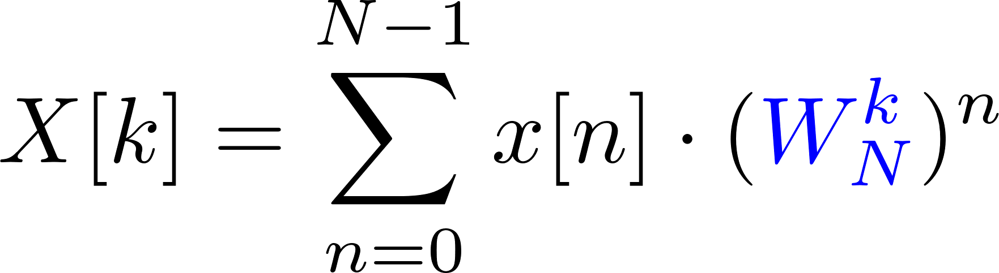 X[k] = \sum_{n=0}^{N-1} x[n] \cdot (W_N^k)^n